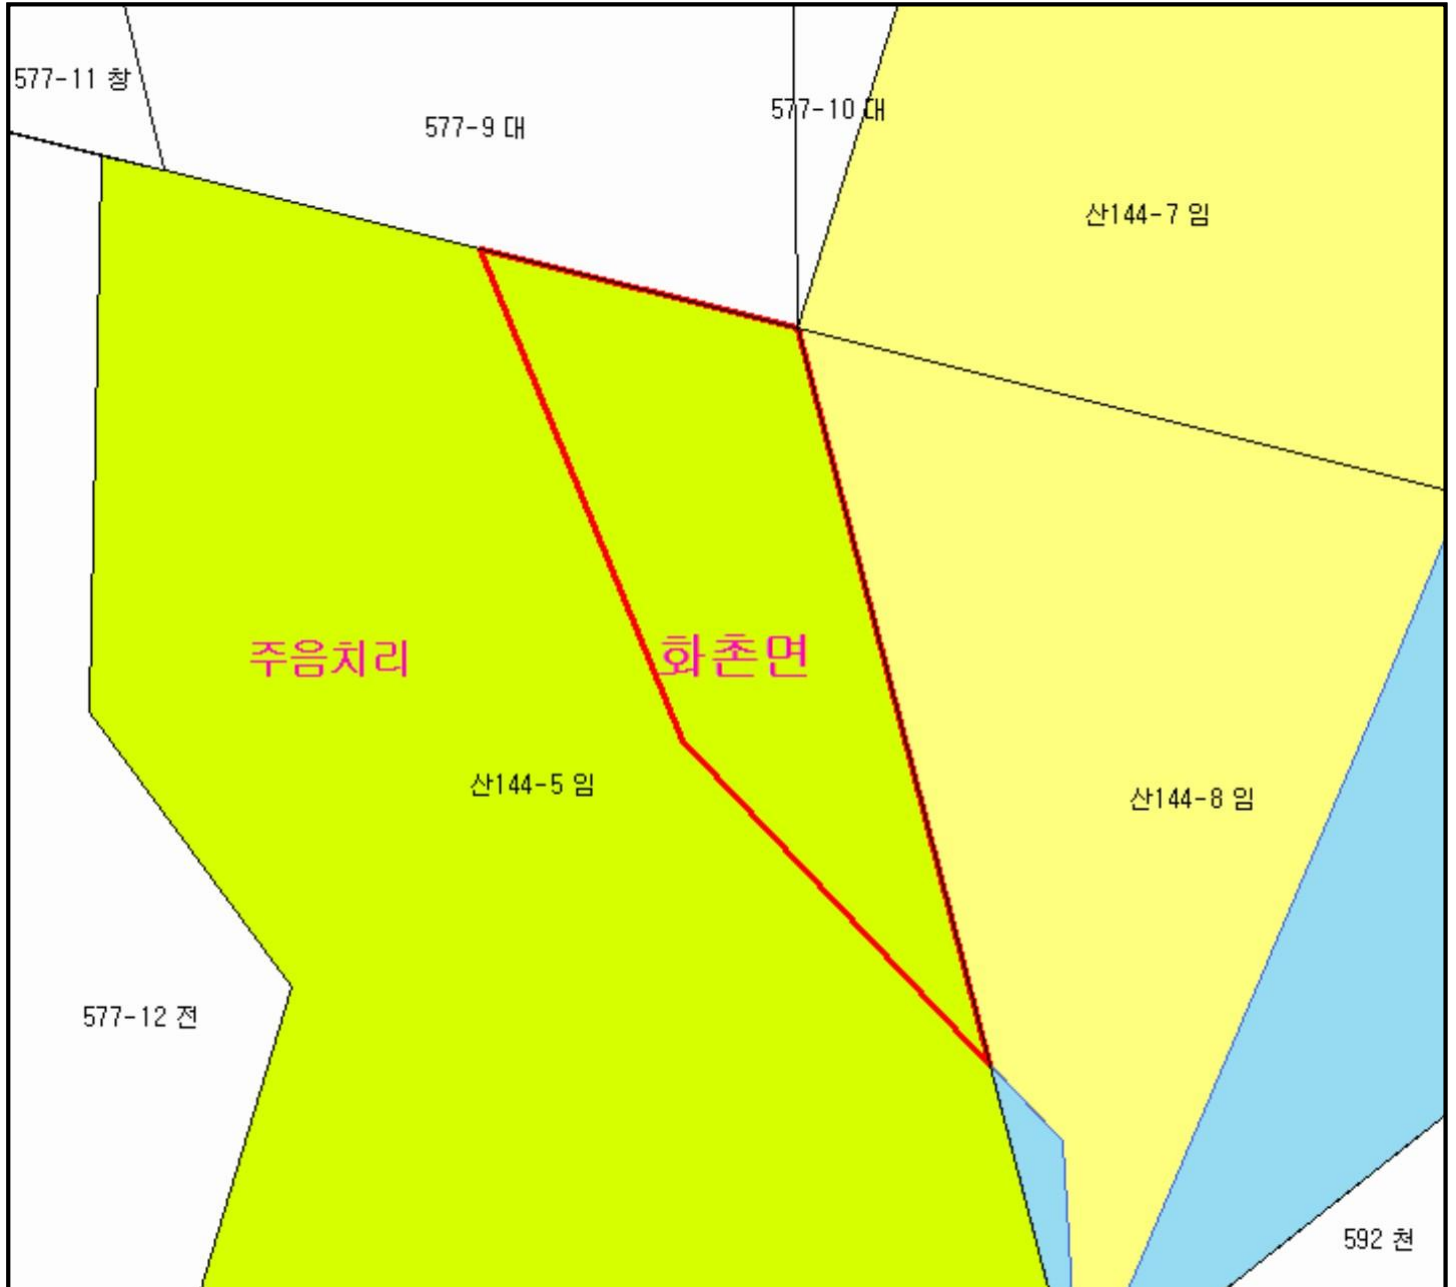 577-11 창
577-9 대
577-10 대
산144-7 임
주음치리
화촌면
산144-5 임
산144-8 임
577-12 전
592 천